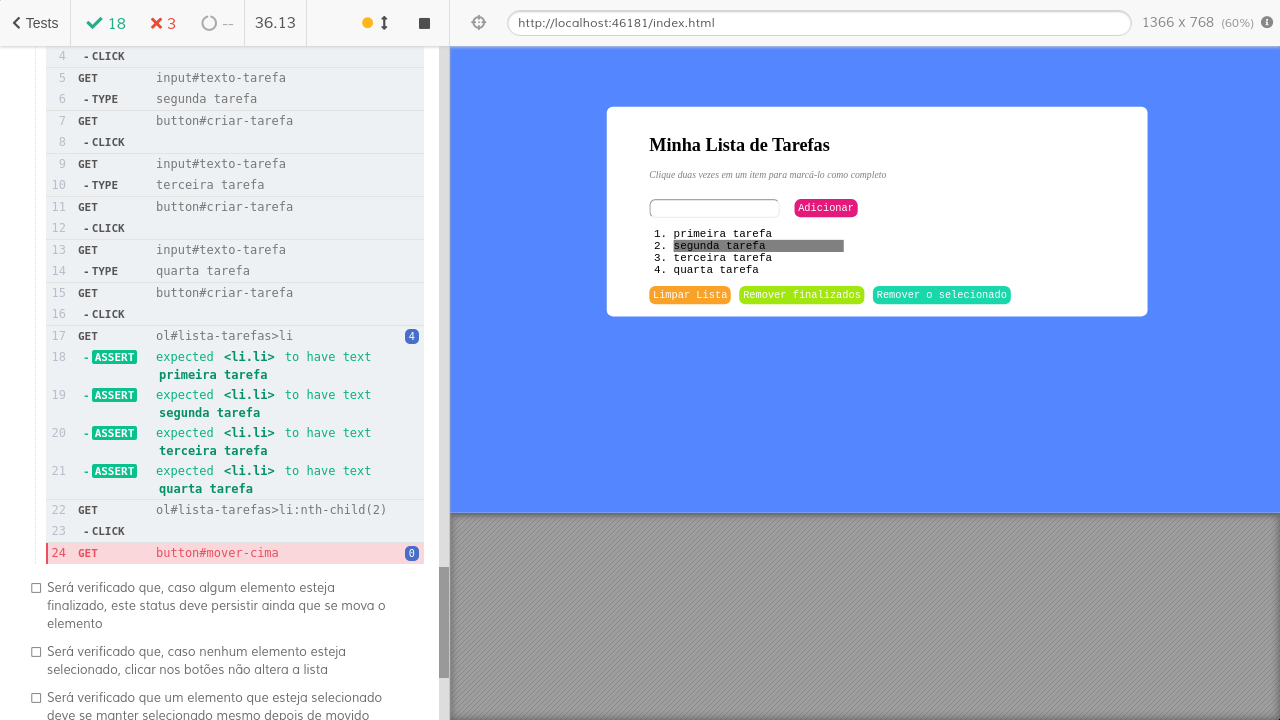 Tests 18 3 -- 36.13
http://localhost:46181/index.html 1366 x 768 (60%)
4 - CLICK
5 GET input#texto-tarefa
6 - TYPE segunda tarefa
7 GET button#criar-tarefa
8 - CLICK
9 GET input#texto-tarefa
10 - TYPE terceira tarefa
11 GET button#criar-tarefa
12 - CLICK
13 GET input#texto-tarefa
14 - TYPE quarta tarefa
15 GET button#criar-tarefa
16 - CLICK
17 GET ol#lista-tarefas>li 4
18 - ASSERT expected <li.li> to have text
primeira tarefa
19 - ASSERT expected <li.li> to have text
segunda tarefa
20 - ASSERT expected <li.li> to have text
terceira tarefa
21 - ASSERT expected <li.li> to have text
quarta tarefa
22 GET ol#lista-tarefas>li:nth-child(2)
23 - CLICK
24 GET button#mover-cima 0
Será verificado que, caso algum elemento esteja
finalizado, este status deve persistir ainda que se mova o
elemento
Será verificado que, caso nenhum elemento esteja
selecionado, clicar nos botões não altera a lista
Será verificado que um elemento que esteja selecionado
deve se manter selecionado mesmo depois de movido
Minha Lista de Tarefas
Clique duas vezes em um item para marcá-lo como completo
Adicionar
1. primeira tarefa
2. segunda tarefa
3. terceira tarefa
4. quarta tarefa
Limpar Lista Remover finalizados Remover o selecionado